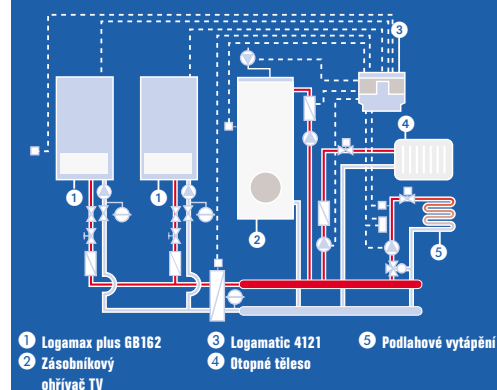 3
4
1
1
2
5
1 Logamax plus GB162
2 Zásobníkový
ohřívač TV
3 Logamatic 4121
4 Otopné těleso
5 Podlahové vytápění